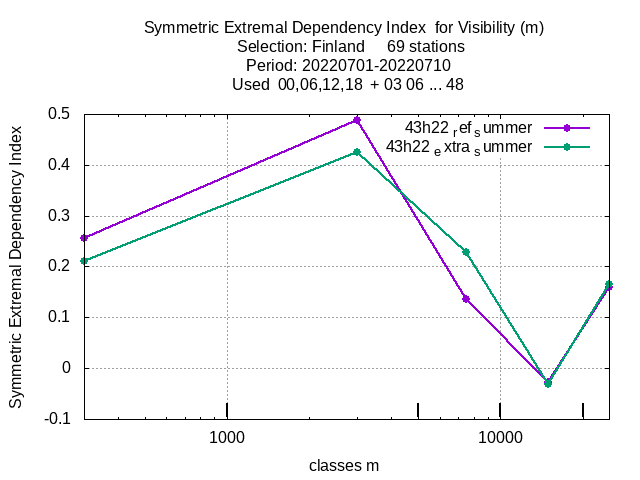 Symmetric Extremal Dependency Index for Visibility (m)
Selection: Finland 69 stations
Period: 20220701-20220710
Used 00,06,12,18 + 03 06 ... 48
Symmetric Extremal Dependency Index
0.5
0.4
0.3
0.2
0.1
0
-0.1
43h22 ref summer
43h22 extra summer
1000
10000
classes m